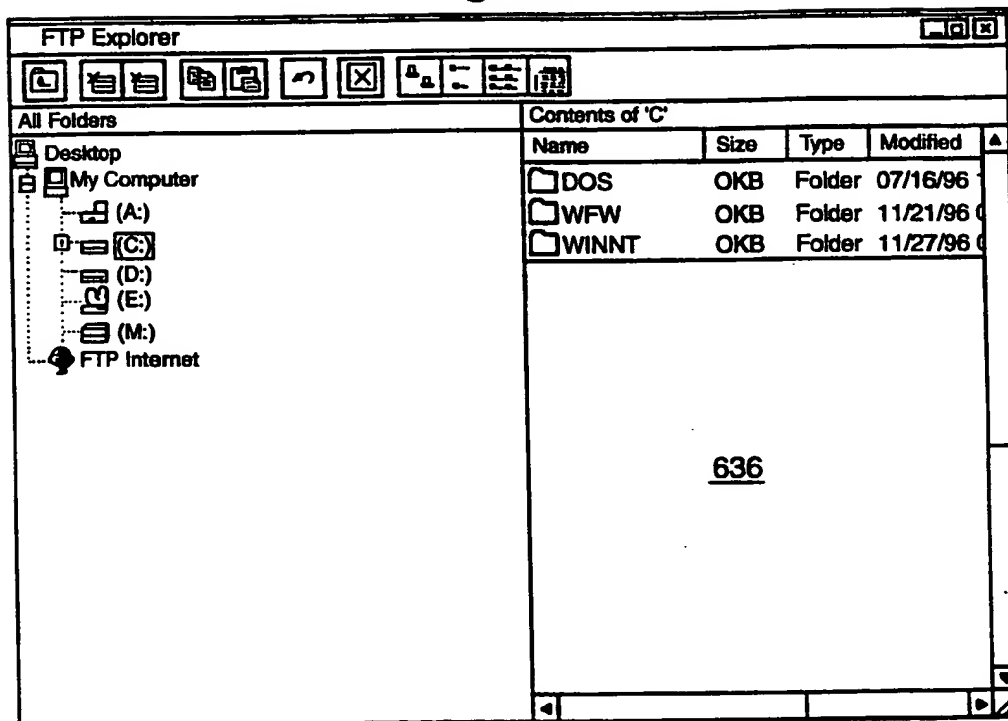 FTP Explorer
All Folders
Contents of 'C'
Name Size Type Modified
Desktop
My Computer
(A:)
(C:)
(D:)
(E:)
(M:)
FTP Internet
DOS OKB Folder 07/16/96
WFW OKB Folder 11/21/96
WINNT OKB Folder 11/27/96
636